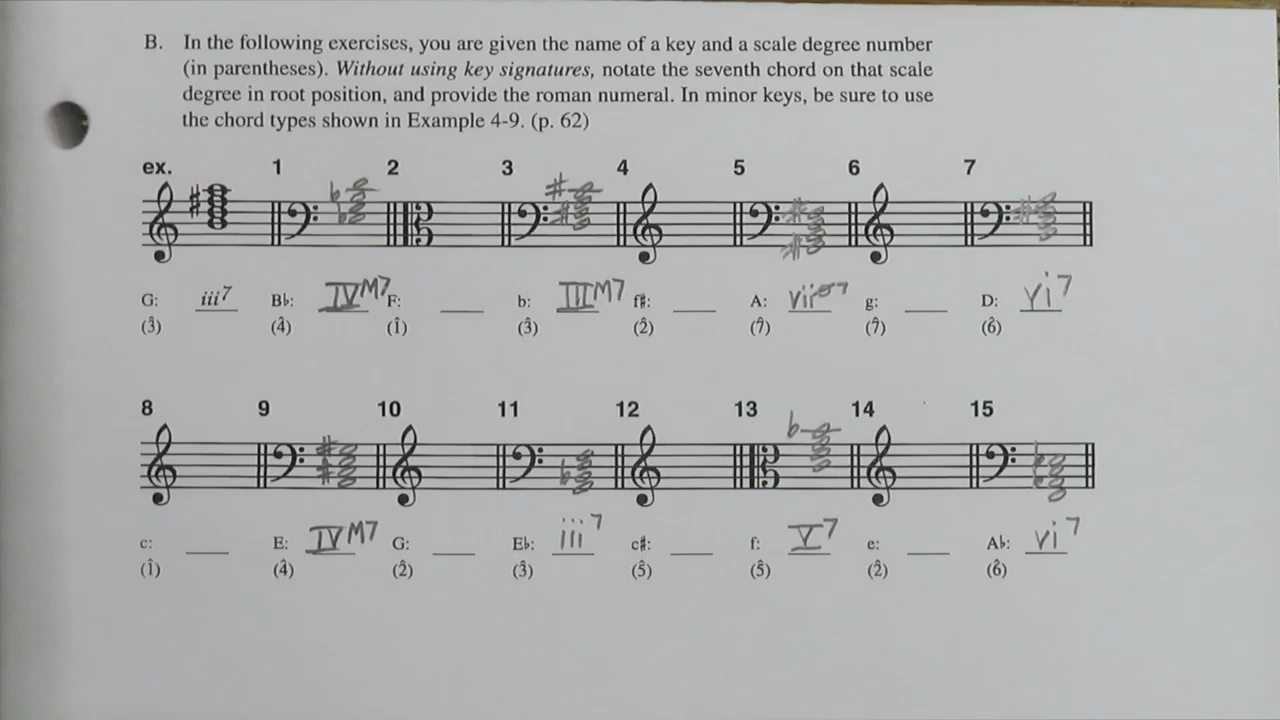 B. In the following exercises, you are given the name of a key and a scale degree number
(in parentheses). Without using key signatures, notate the seventh chord on that scale
degree in root position, and provide the roman numeral. In minor keys, be sure to use
the chord types shown in Example 4-9. (p. 62)
ex. 1 2 3 4 5 6 7
G: iii7 B♭: IVM7 F: b: IIIM7 f♯: A: viiø7 g: D: vi7
(3̂) (4̂) (1̂) (3̂) (2̂) (7̂) (7̂) (6̂)
8 9 10 11 12 13 14 15
c: E: IVM7 G: E♭: iii7 c♯: f: V7 e: A♭: vi7
(1̂) (4̂) (2̂) (3̂) (5̂) (5̂) (2̂) (6̂)